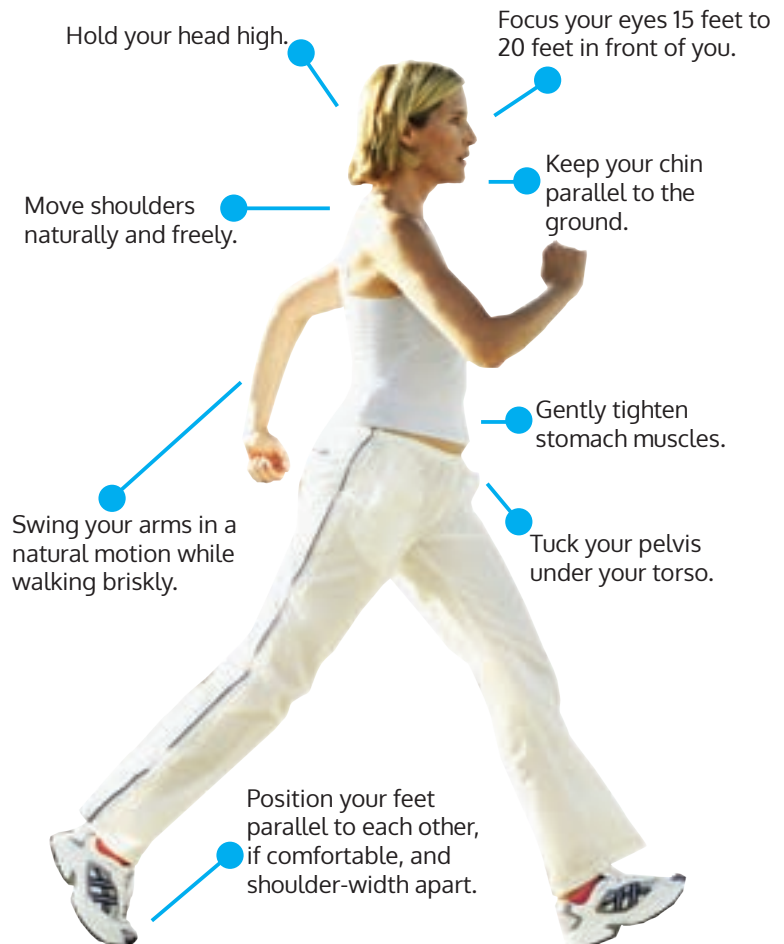 Hold your head high.
Focus your eyes 15 feet to
20 feet in front of you.
Keep your chin
parallel to the
ground.
Move shoulders
naturally and freely.
Gently tighten
stomach muscles.
Swing your arms in a
natural motion while
walking briskly.
Tuck your pelvis
under your torso.
Position your feet
parallel to each other,
if comfortable, and
shoulder-width apart.